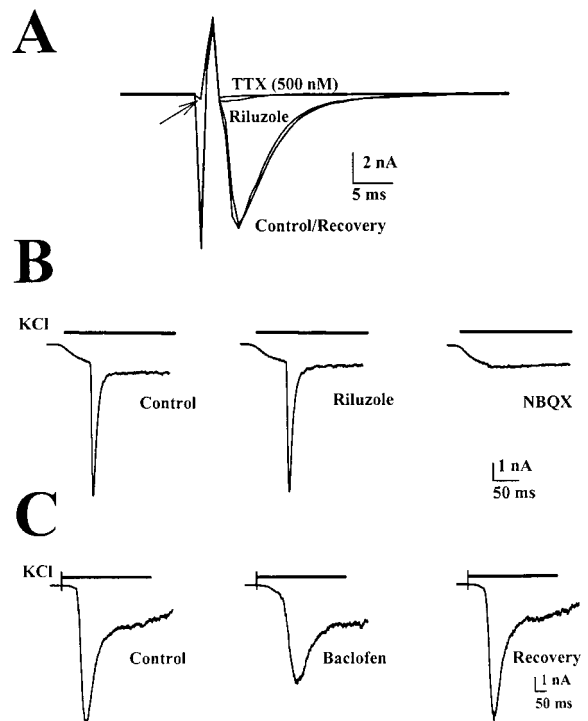 A
TTX (500 nM)
Riluzole
2 nA
5 ms
Control/Recovery
B
KCl
Control
Riluzole
NBQX
1 nA
50 ms
C
KCl
Control
Baclofen
Recovery
1 nA
50 ms